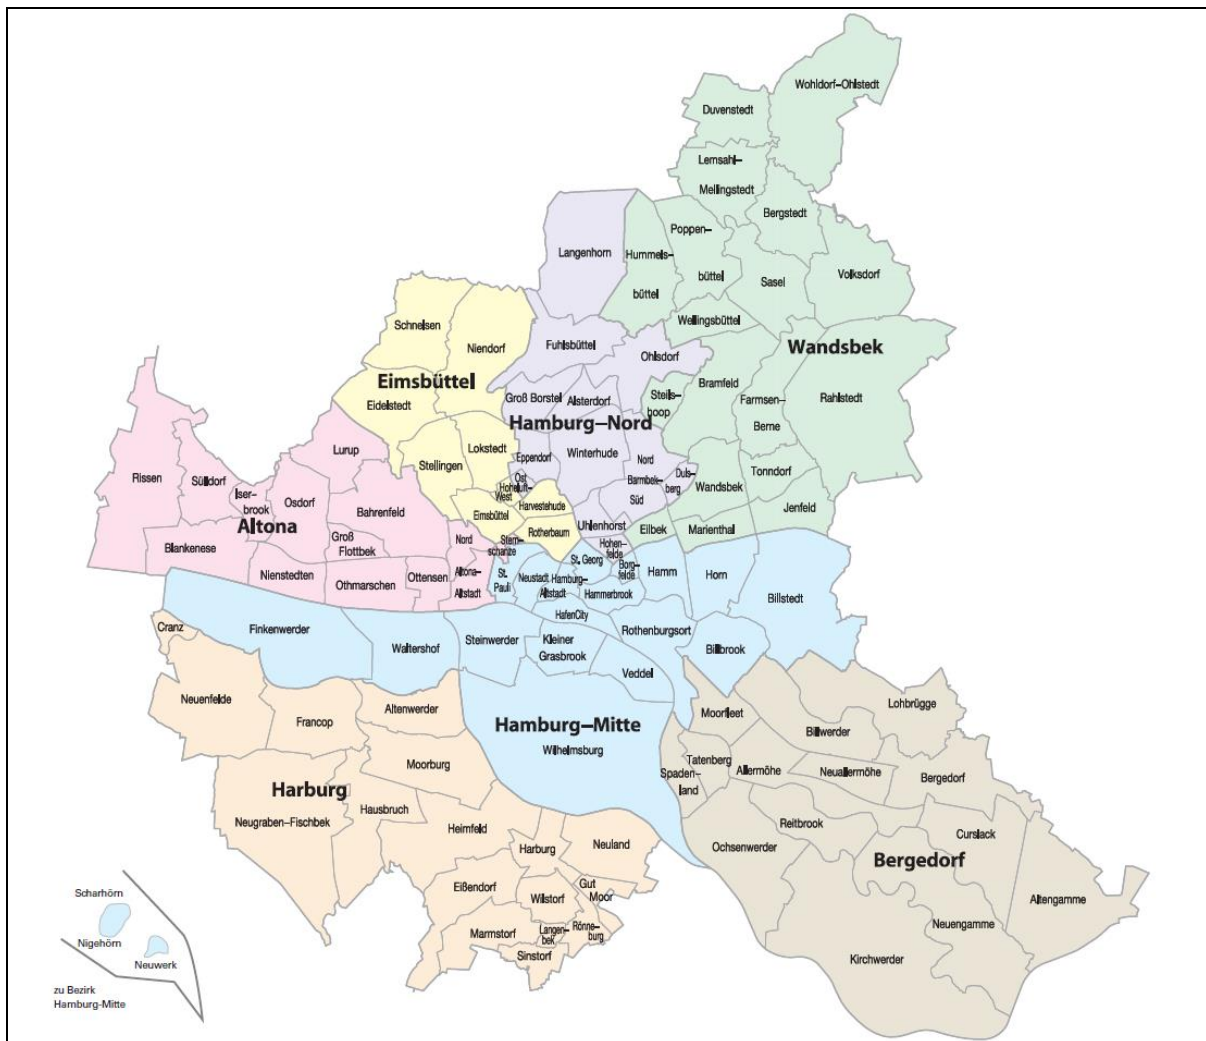 Wohldorf-Ohlstedt
Duvenstedt
Lemsahl-
Mellingstedt
Bergstedt
Poppen-
büttel
Hummels-
büttel
Langenhorn
Sasel
Volksdorf
Wellingsbüttel
Wandsbek
Schnelsen
Niendorf
Fuhlsbüttel
Ohlsdorf
Eimsbüttel
Eidelstedt
Groß Borstel
Alsterdorf
Steils-
hoop
Bramfeld
Farmsen-
Berne
Rahlstedt
Hamburg-Nord
Lurup
Stellingen
Lokstedt
Eppendorf
Winterhude
Nord
Barmbek-
Süd
Duls-
berg
Wandsbek
Tonndorf
Jenfeld
Rissen
Sülldorf
Iser-
brook
Osdorf
Bahrenfeld
Ost
Hoheluft-
West
Harvestehude
Eimsbüttel
Rotherbaum
Uhlenhorst
Eilbek
Marienthal
Altona
Groß
Flottbek
Blankenese
Nienstedten
Othmarschen
Ottensen
Nord
Altona-
Altstadt
Stern-
schanze
St.
Pauli
Neustadt
Hamburg-
Altstadt
St. Georg
Hohen-
felde
Borg-
felde
Hammerbrook
Hamm
Horn
Billstedt
HafenCity
Cranz
Finkenwerder
Waltershof
Steinwerder
Kleiner
Grasbrook
Rothenburgsort
Billbrook
Veddel
Neuenfelde
Francop
Altenwerder
Hamburg-Mitte
Wilhelmsburg
Moorfleet
Lohbrügge
Billwerder
Moorburg
Tatenberg
Spaden-
land
Allermöhe
Neuallermöhe
Bergedorf
Harburg
Hausbruch
Neugraben-Fischbek
Heimfeld
Harburg
Neuland
Reitbrook
Curslack
Ochsenwerder
Bergedorf
Eißendorf
Wilstorf
Gut
Moor
Altengamme
Marmstorf
Langen-
bek
Rönne-
burg
Sinstorf
Neuengamme
Kirchwerder
Scharhörn
Nigehörn
Neuwerk
zu Bezirk
Hamburg-Mitte